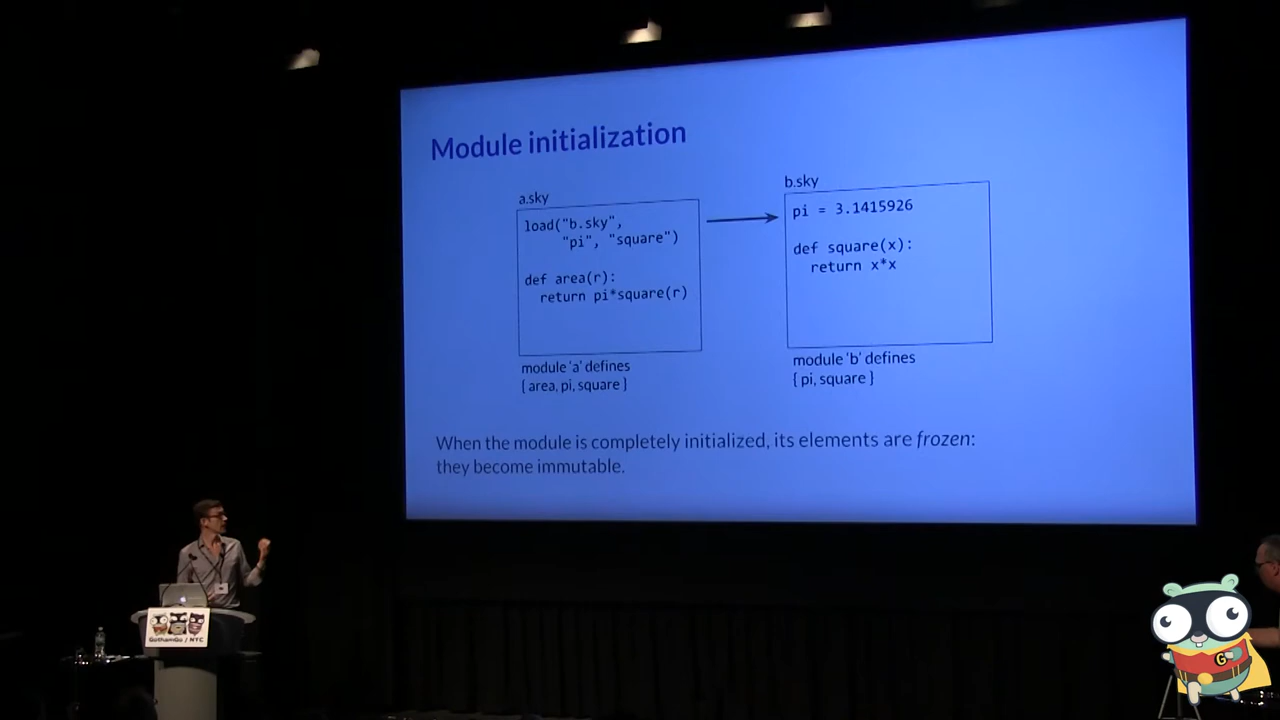 Module initialization
a.sky
load("b.sky",
"pi", "square")
def area(r):
return pi*square(r)
module 'a' defines
{ area, pi, square }
b.sky
pi = 3.1415926
def square(x):
return x*x
module 'b' defines
{ pi, square }
When the module is completely initialized, its elements are frozen:
they become immutable.
GothamGo / NYC
G